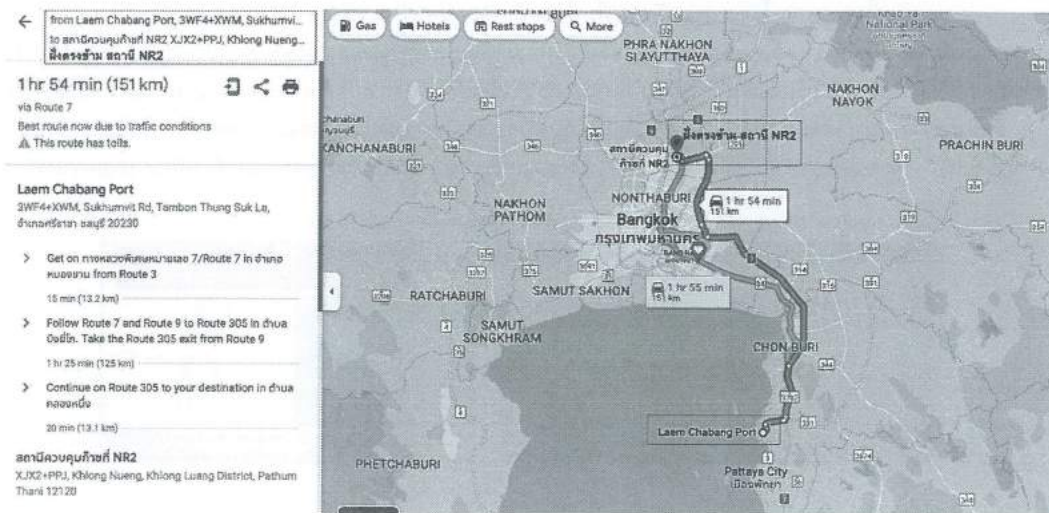 from Laem Chabang Port, 3WF4+XWM, Sukhumvi...
to สถานีควบคุมก๊าซที่ NR2 XJX2+PPJ, Khlong Nueng...
ฝั่งตรงข้าม สถานี NR2
1 hr 54 min (151 km)
via Route 7
Best route now due to traffic conditions
This route has tolls.
Laem Chabang Port
3WF4+XWM, Sukhumvit Rd, Tambon Thung Suk La,
อำเภอศรีราชา ชลบุรี 20230
Get on ทางหลวงพิเศษหมายเลข 7/Route 7 in อำเภอ
หนองขาม from Route 3
15 min (13.2 km)
Follow Route 7 and Route 9 to Route 305 in ตำบล
บึงยี่โถ. Take the Route 305 exit from Route 9
1 hr 25 min (125 km)
Continue on Route 305 to your destination in ตำบล
คลองหนึ่ง
20 min (13.1 km)
สถานีควบคุมก๊าซที่ NR2
XJX2+PPJ, Khlong Nueng, Khlong Luang District, Pathum
Thani 12120
Gas
Hotels
Rest stops
More
PHRA NAKHON
SI AYUTTHAYA
NAKHON
NAYOK
National Park
PRACHIN BURI
KANCHANABURI
ฝั่งตรงข้าม สถานี NR2
สถานีควบคุม
ก๊าซที่ NR2
NONTHABURI
NAKHON
PATHOM
Bangkok
กรุงเทพมหานคร
1 hr 54 min
151 km
1 hr 55 min
151 km
RATCHABURI
SAMUT SAKHON
SAMUT
SONGKHRAM
CHON BURI
Laem Chabang Port
PHETCHABURI
Pattaya City
เมืองพัทยา